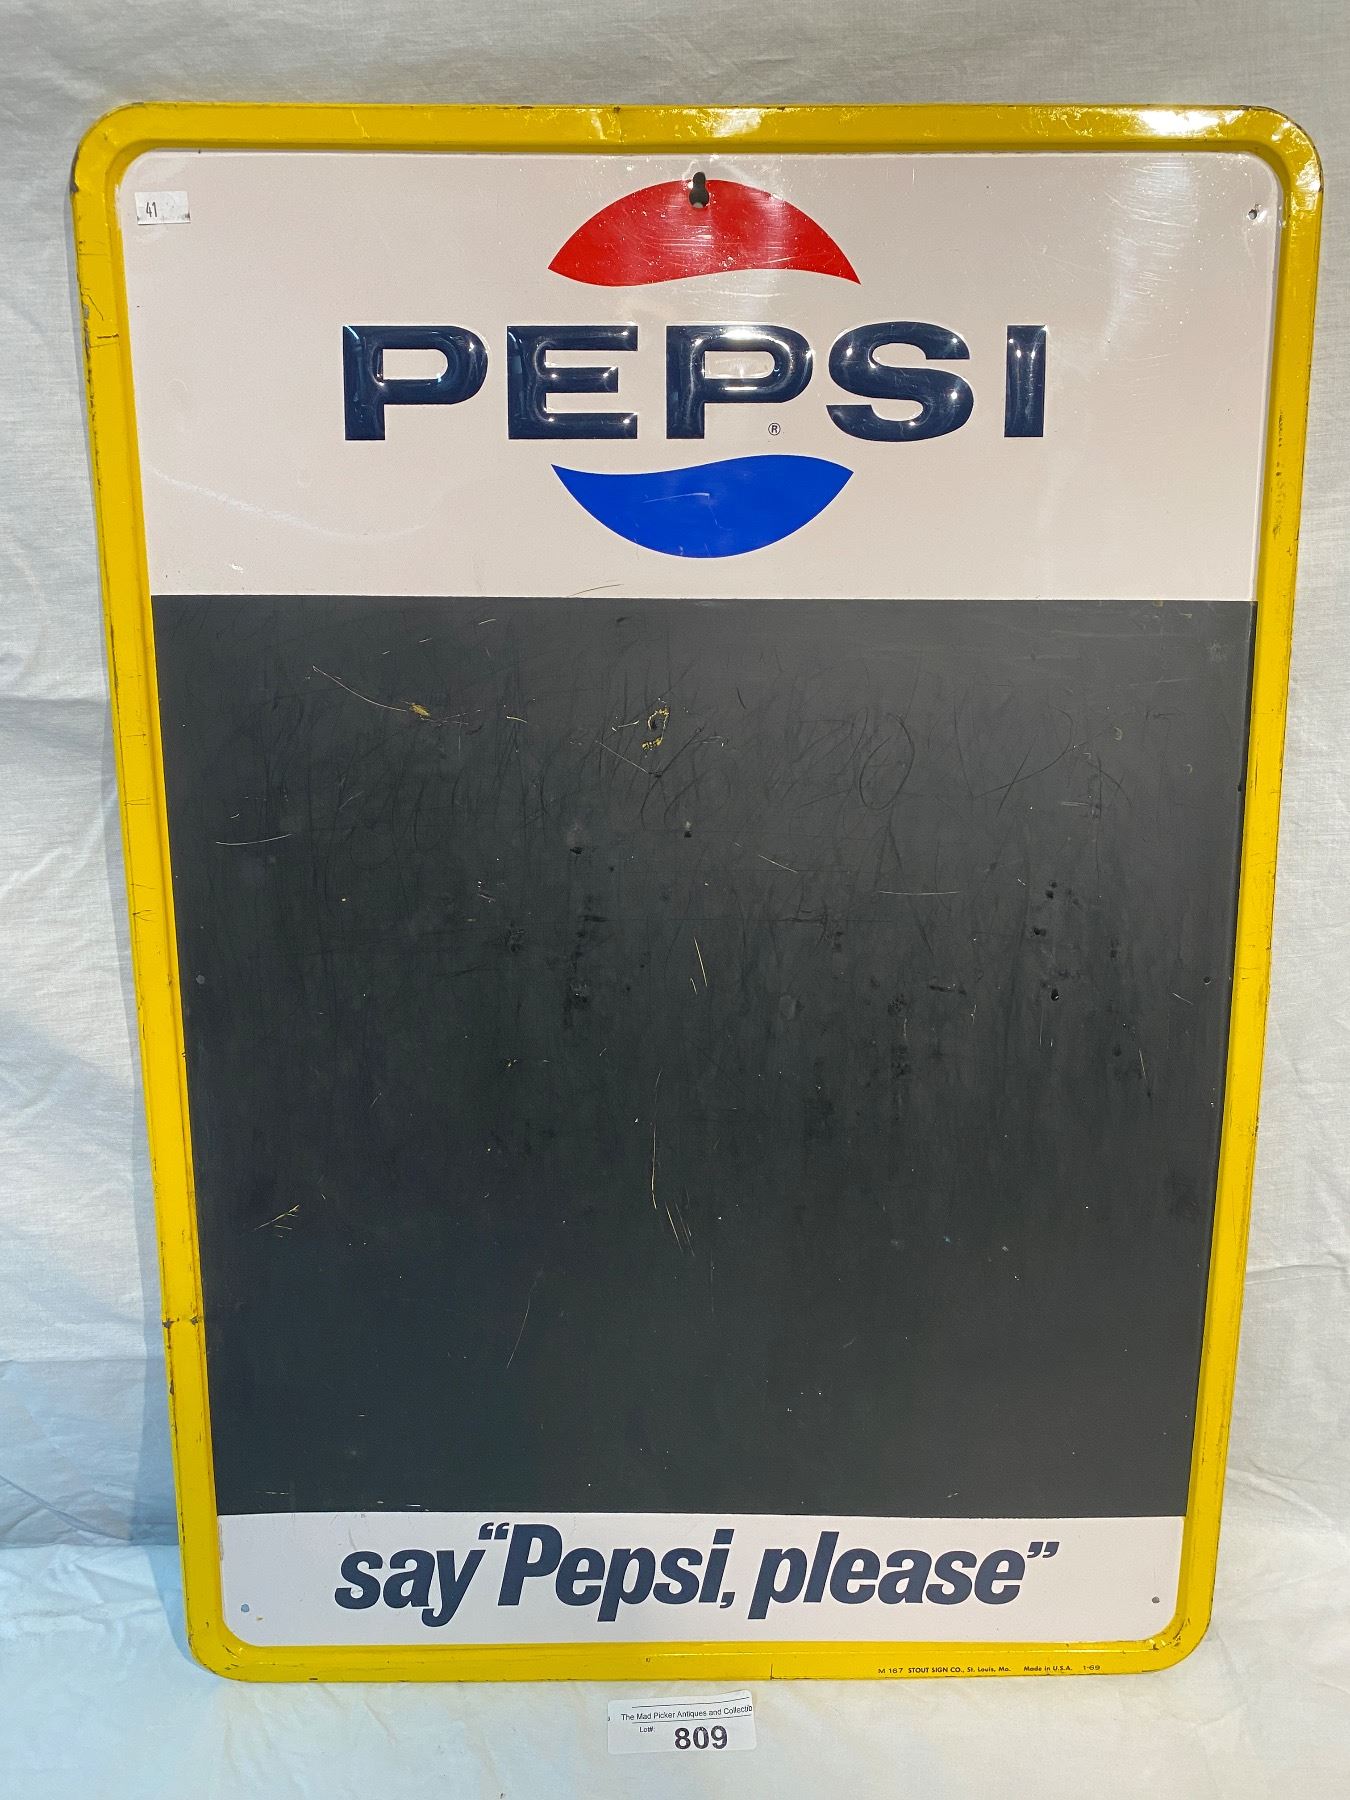 41
PEPSI
®
say "Pepsi, please"
M 167 STOUT SIGN CO., St. Louis, Mo. Made in U.S.A. 1-69
The Mad Picker Antiques and Collectib
Lot#: 809